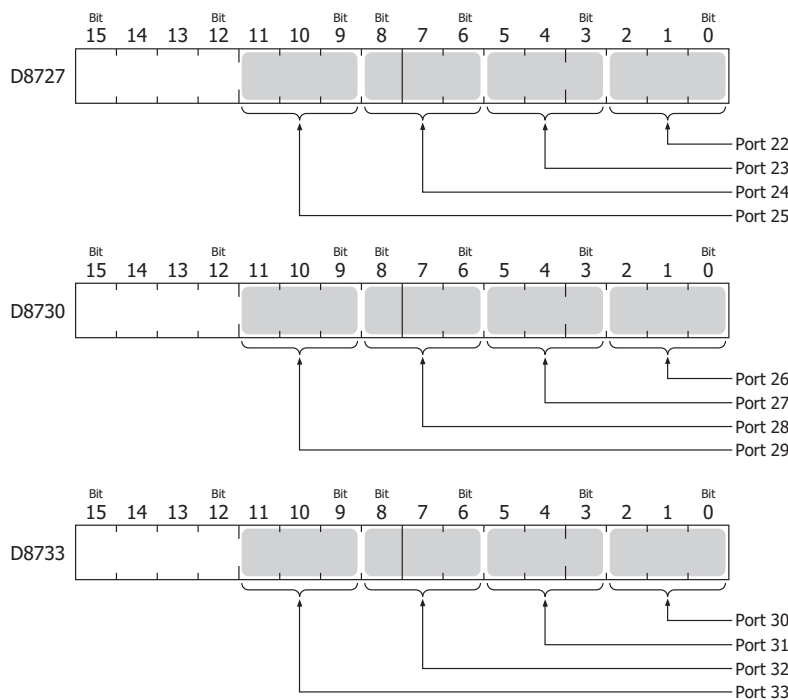 Bit Bit Bit Bit Bit Bit Bit
15 14 13 12 11 10 9 8 7 6 5 4 3 2 1 0
D8727
Port 22
Port 23
Port 24
Port 25
Bit Bit Bit Bit Bit Bit Bit
15 14 13 12 11 10 9 8 7 6 5 4 3 2 1 0
D8730
Port 26
Port 27
Port 28
Port 29
Bit Bit Bit Bit Bit Bit Bit
15 14 13 12 11 10 9 8 7 6 5 4 3 2 1 0
D8733
Port 30
Port 31
Port 32
Port 33